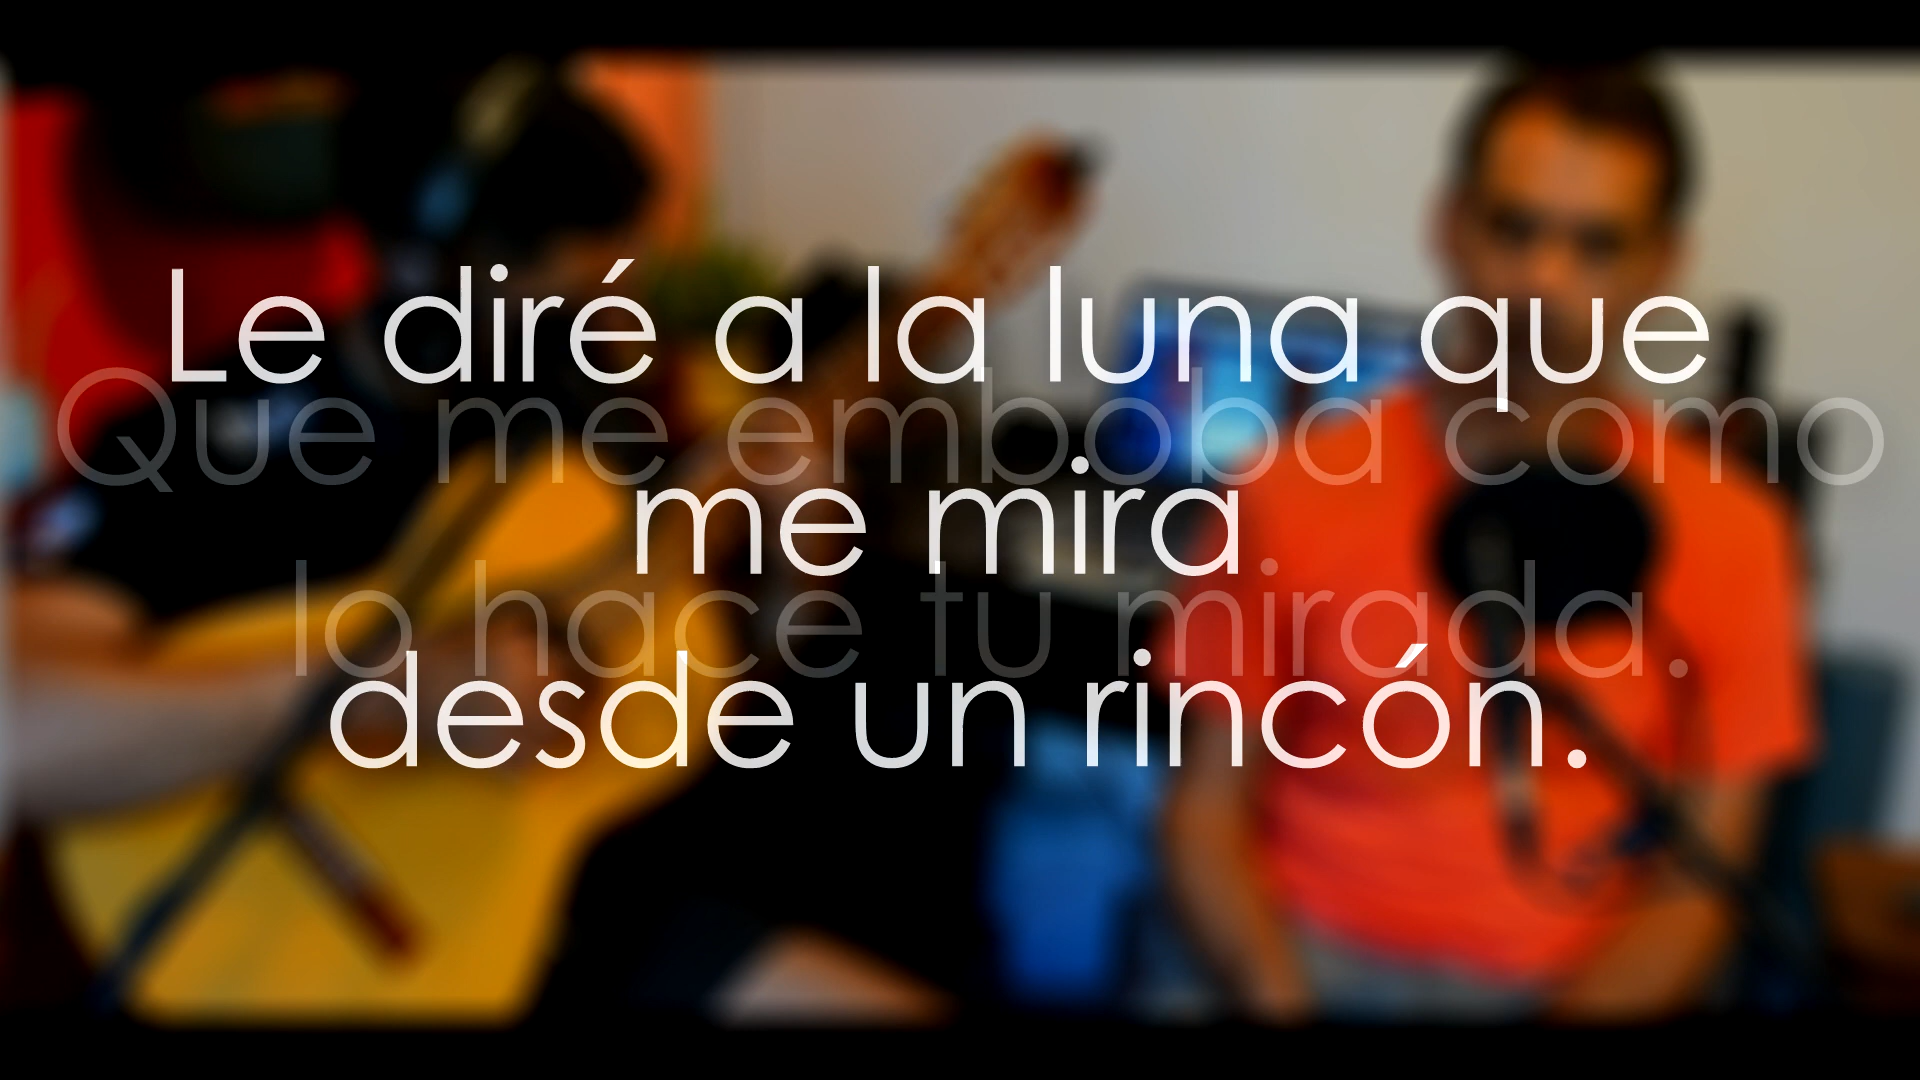 Le diré a la luna que
me mira
desde un rincón.
Que me emboba como
lo hace tu mirada.